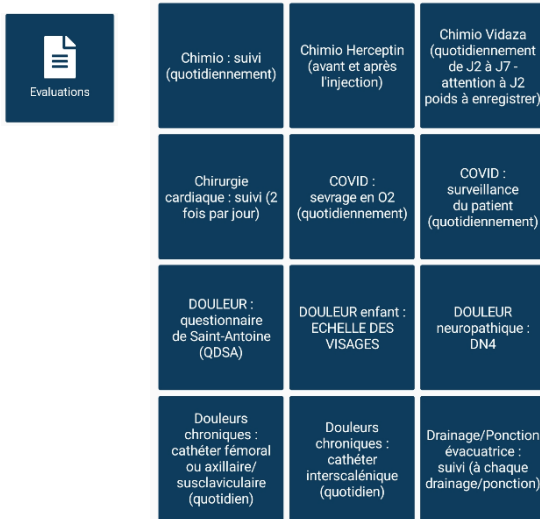 Evaluations
Chimio : suivi
(quotidiennement)
Chimio Herceptin
(avant et après
l'injection)
Chimio Vidaza
(quotidiennement
de J2 à J7 -
attention à J2
poids à enregistrer)
Chirurgie
cardiaque : suivi (2
fois par jour)
COVID :
sevrage en O2
(quotidiennement)
COVID :
surveillance
du patient
(quotidiennement)
DOULEUR :
questionnaire
de Saint-Antoine
(QDSA)
DOULEUR enfant :
ECHELLE DES
VISAGES
DOULEUR
neuropathique :
DN4
Douleurs
chroniques :
cathéter fémoral
ou axillaire/
susclaviculaire
(quotidien)
Douleurs
chroniques :
cathéter
interscalénique
(quotidien)
Drainage/Ponction
évacuatrice :
suivi (à chaque
drainage/ponction)